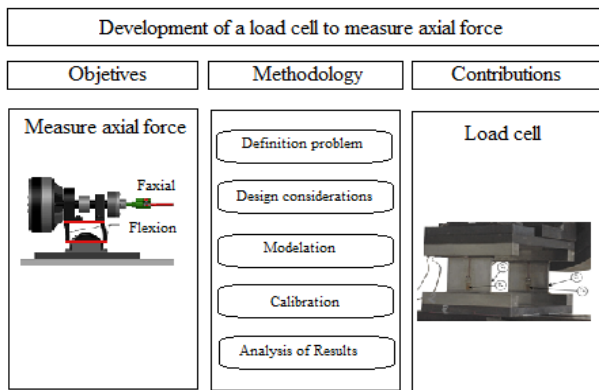 Development of a load cell to measure axial force
Objetives
Methodology
Contributions
Measure axial force
Faxial
Flexion
Definition problem
Design considerations
Modelation
Calibration
Analysis of Results
Load cell